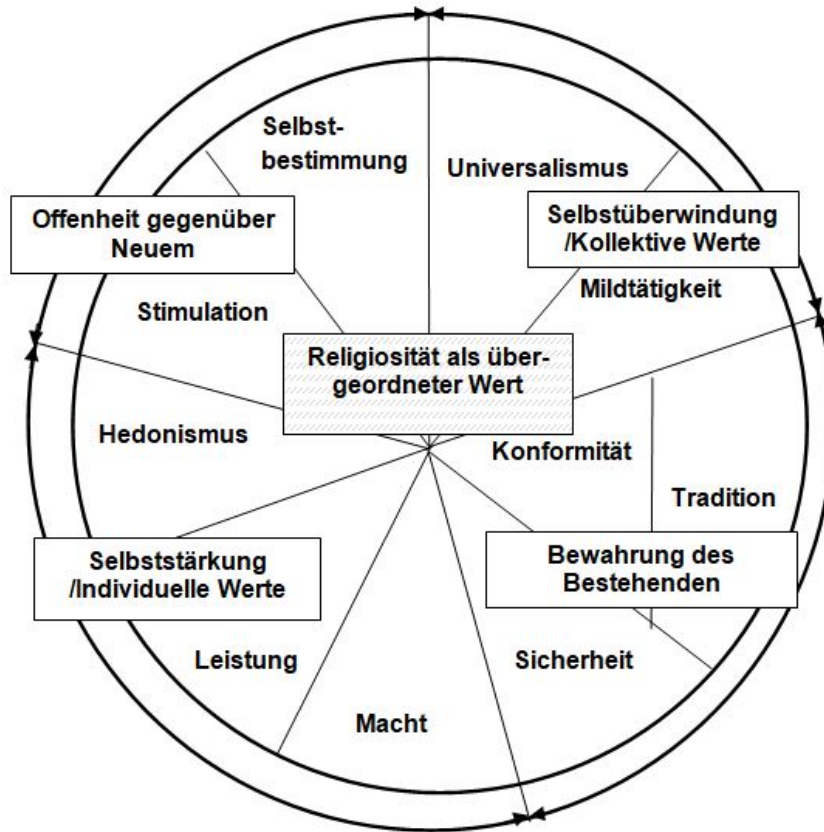 Selbst-
bestimmung
Universalismus
Offenheit gegenüber
Neuem
Selbstüberwindung
/Kollektive Werte
Stimulation
Mildtätigkeit
Religiosität als über-
geordneter Wert
Hedonismus
Konformität
Tradition
Selbststärkung
/Individuelle Werte
Bewahrung des
Bestehenden
Leistung
Sicherheit
Macht